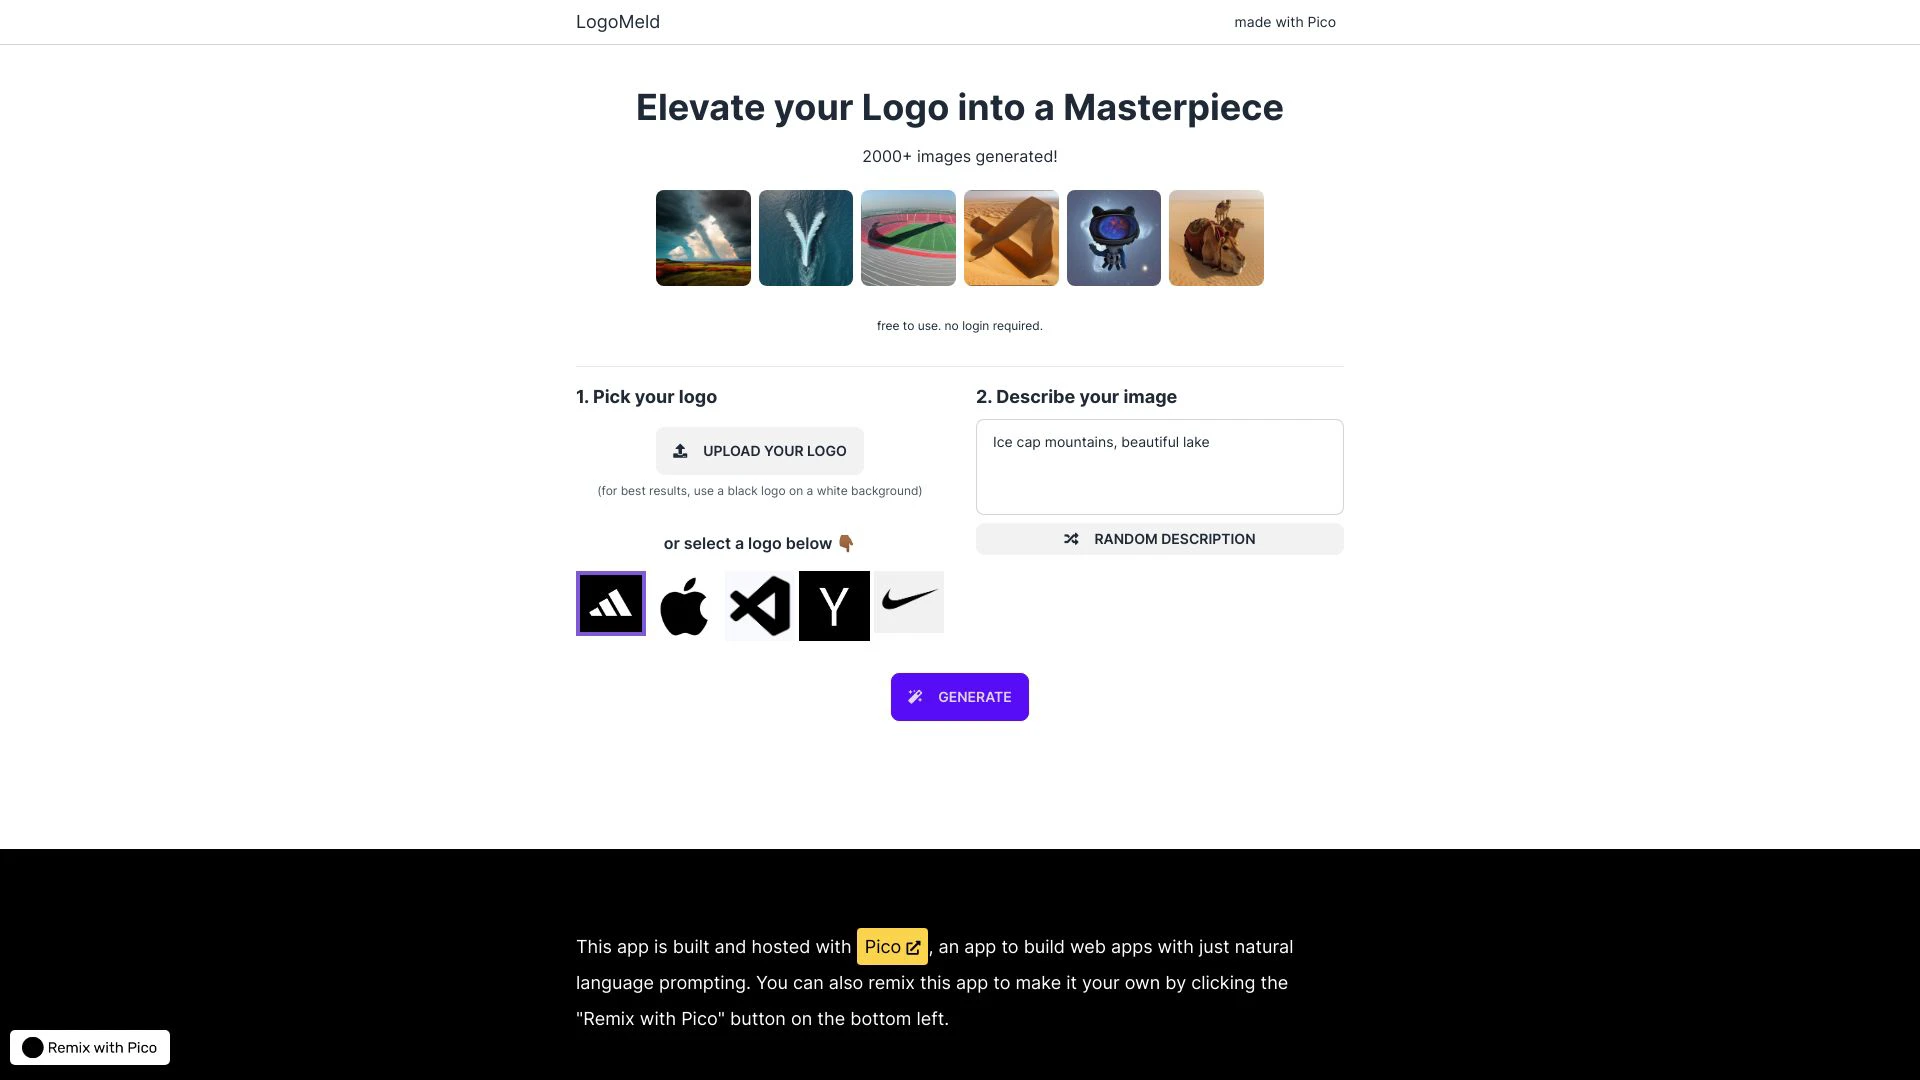 LogoMeld
made with Pico
Elevate your Logo into a Masterpiece
2000+ images generated!
free to use. no login required.
1. Pick your logo
UPLOAD YOUR LOGO
(for best results, use a black logo on a white background)
or select a logo below 👇🏾
Y
2. Describe your image
Ice cap mountains, beautiful lake
RANDOM DESCRIPTION
GENERATE
This app is built and hosted with Pico, an app to build web apps with just natural
language prompting. You can also remix this app to make it your own by clicking the
"Remix with Pico" button on the bottom left.
Remix with Pico